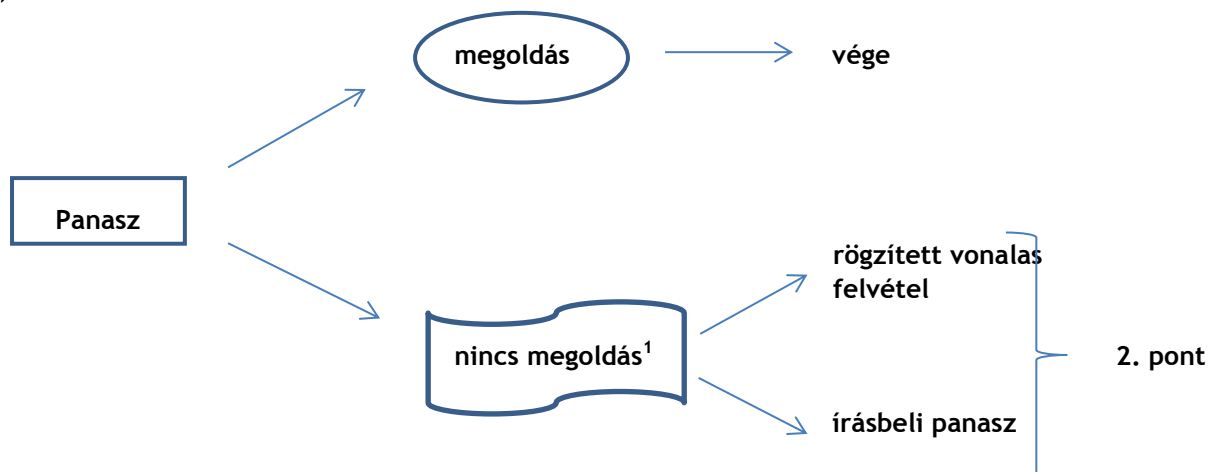 megoldás
vége
Panasz
rögzített vonalas
felvétel
nincs megoldás¹
2. pont
írásbeli panasz